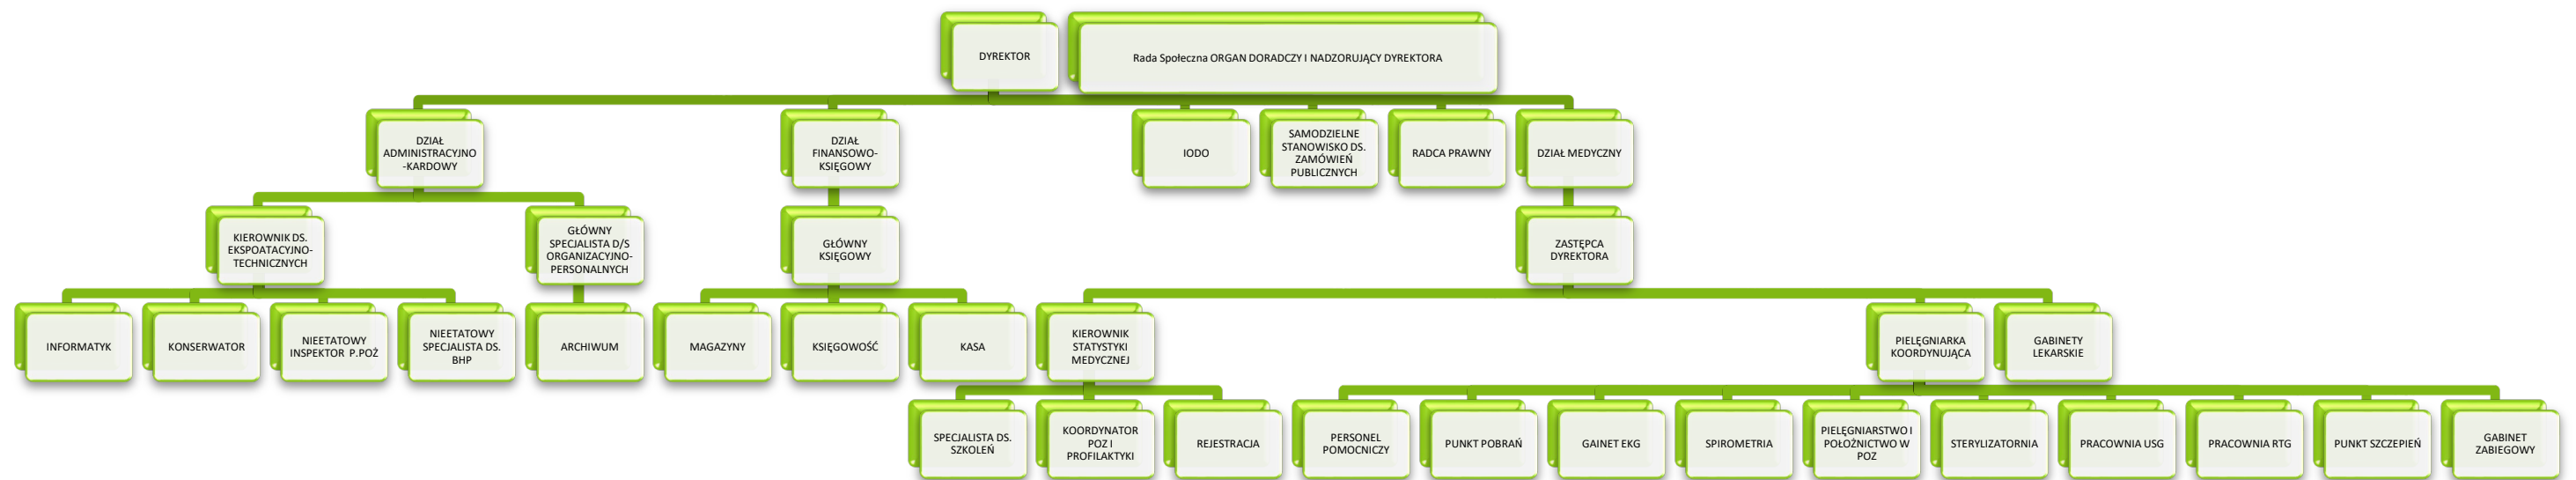 DYREKTOR
Rada Społeczna ORGAN DORADCZY I NADZORUJĄCY DYREKTORA
DZIAŁ
ADMINISTRACYJNO
-KARDOWY
DZIAŁ
FINANSOWO-
KSIĘGOWY
IODO
SAMODZIELNE
STANOWISKO DS.
ZAMÓWIEŃ
PUBLICZNYCH
RADCA PRAWNY
DZIAŁ MEDYCZNY
KIEROWNIK DS.
EKSPOATACYJNO-
TECHNICZNYCH
GŁÓWNY
SPECJALISTA D/S
ORGANIZACYJNO-
PERSONALNYCH
GŁÓWNY
KSIĘGOWY
ZASTĘPCA
DYREKTORA
INFORMATYK
KONSERWATOR
NIEETATOWY
INSPEKTOR P.POŻ
NIEETATOWY
SPECJALISTA DS.
BHP
ARCHIWUM
MAGAZYNY
KSIĘGOWOŚĆ
KASA
KIEROWNIK
STATYSTYKI
MEDYCZNEJ
PIELĘGNIARKA
KOORDYNUJĄCA
GABINETY
LEKARSKIE
SPECJALISTA DS.
SZKOLEŃ
KOORDYNATOR
POZ I
PROFILAKTYKI
REJESTRACJA
PERSONEL
POMOCNICZY
PUNKT POBRAŃ
GAINET EKG
SPIROMETRIA
PIELĘGNIARSTWO I
POŁOŻNICTWO W
POZ
STERYLIZATORNIA
PRACOWNIA USG
PRACOWNIA RTG
PUNKT SZCZEPIEŃ
GABINET
ZABIEGOWY